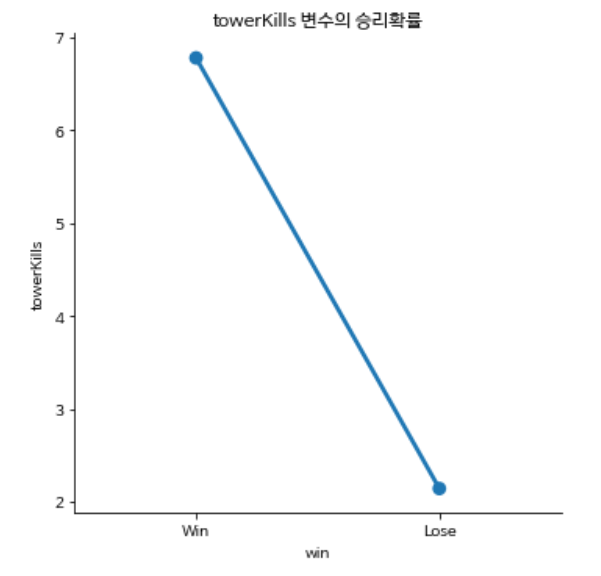 towerKills 변수의 승리확률
7
6
5
4
3
2
towerKills
Win
Lose
win